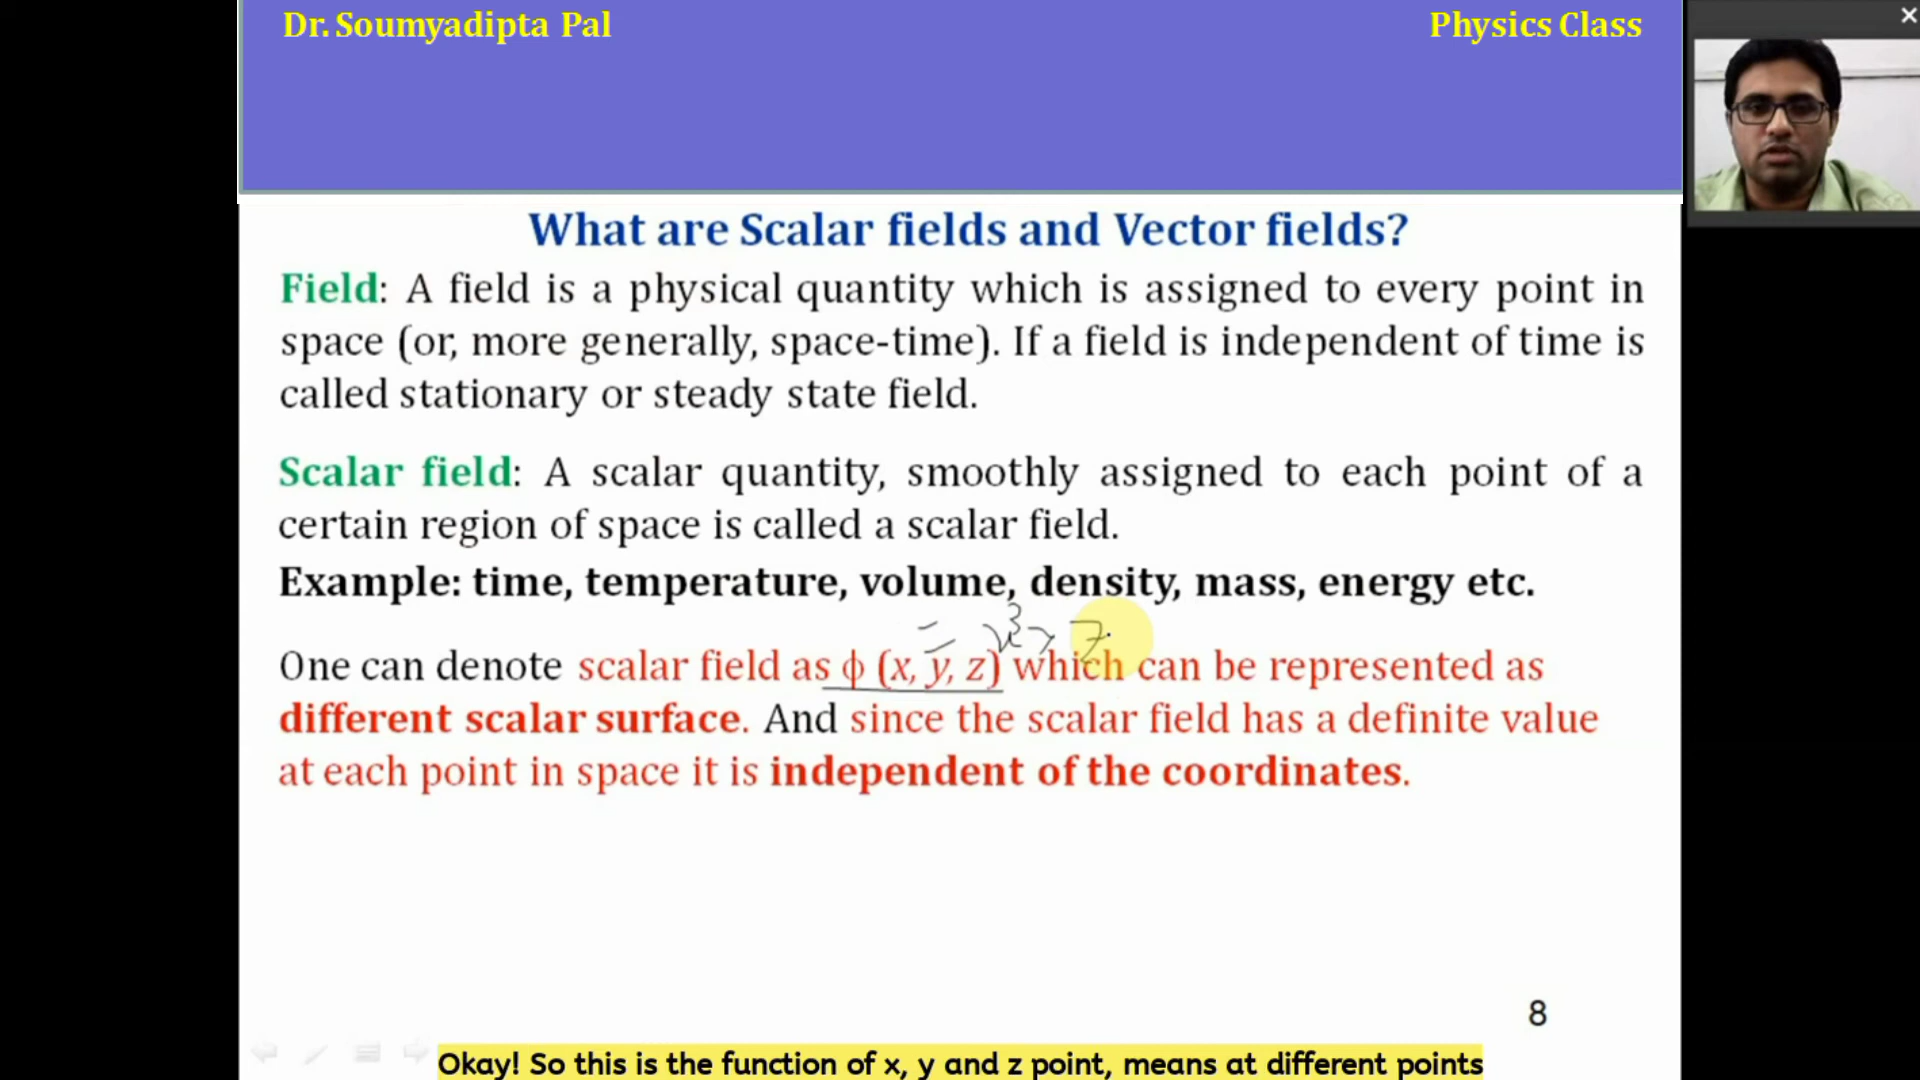 Dr. Soumyadipta Pal
Physics Class
What are Scalar fields and Vector fields?
Field: A field is a physical quantity which is assigned to every point in
space (or, more generally, space-time). If a field is independent of time is
called stationary or steady state field.
Scalar field: A scalar quantity, smoothly assigned to each point of a
certain region of space is called a scalar field.
Example: time, temperature, volume, density, mass, energy etc.
One can denote scalar field as ϕ (x, y, z) which can be represented as
different scalar surface. And since the scalar field has a definite value
at each point in space it is independent of the coordinates.
8
Okay! So this is the function of x, y and z point, means at different points